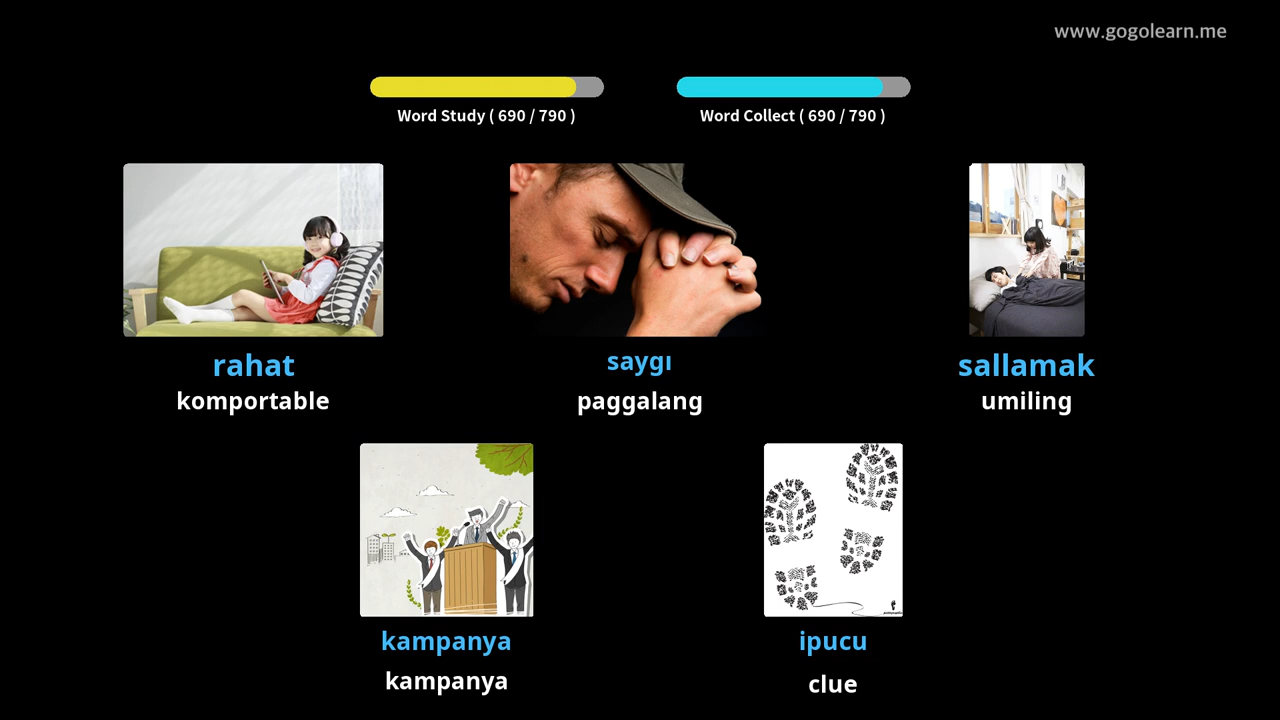 www.gogolearn.me
Word Study ( 690 / 790 )
Word Collect ( 690 / 790 )
rahat
komportable
saygı
paggalang
sallamak
umiling
kampanya
kampanya
ipucu
clue